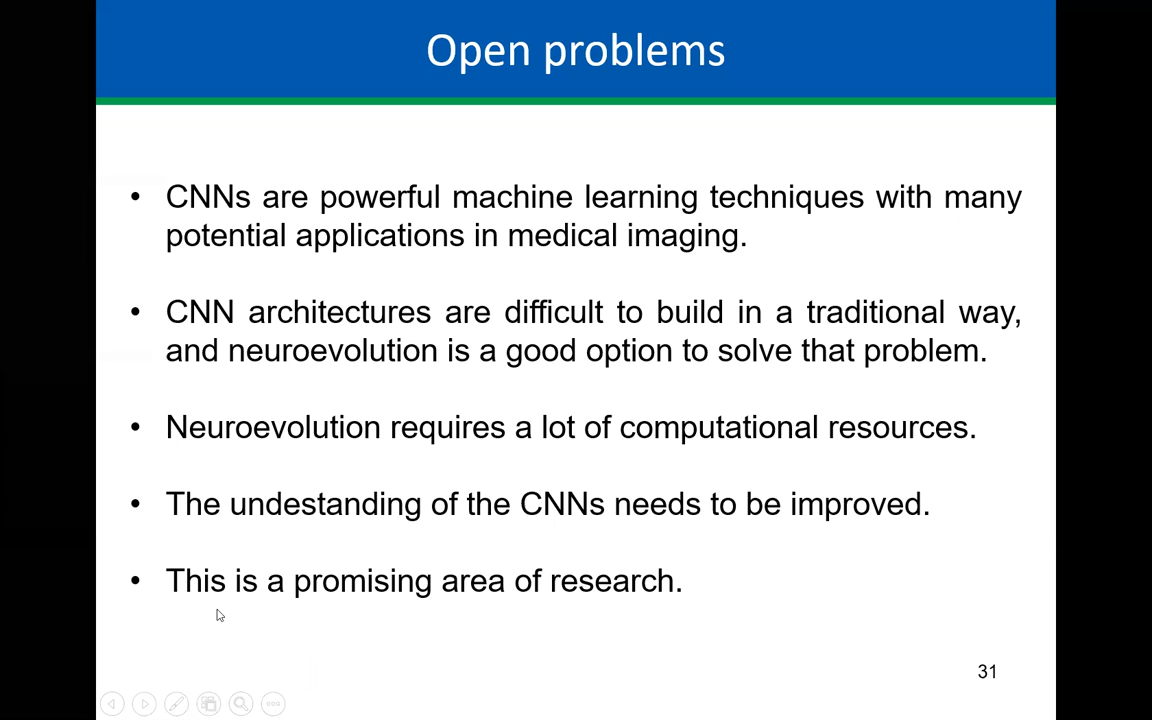 Open problems
• CNNs are powerful machine learning techniques with many
potential applications in medical imaging.
• CNN architectures are difficult to build in a traditional way,
and neuroevolution is a good option to solve that problem.
• Neuroevolution requires a lot of computational resources.
• The undestanding of the CNNs needs to be improved.
• This is a promising area of research.
31